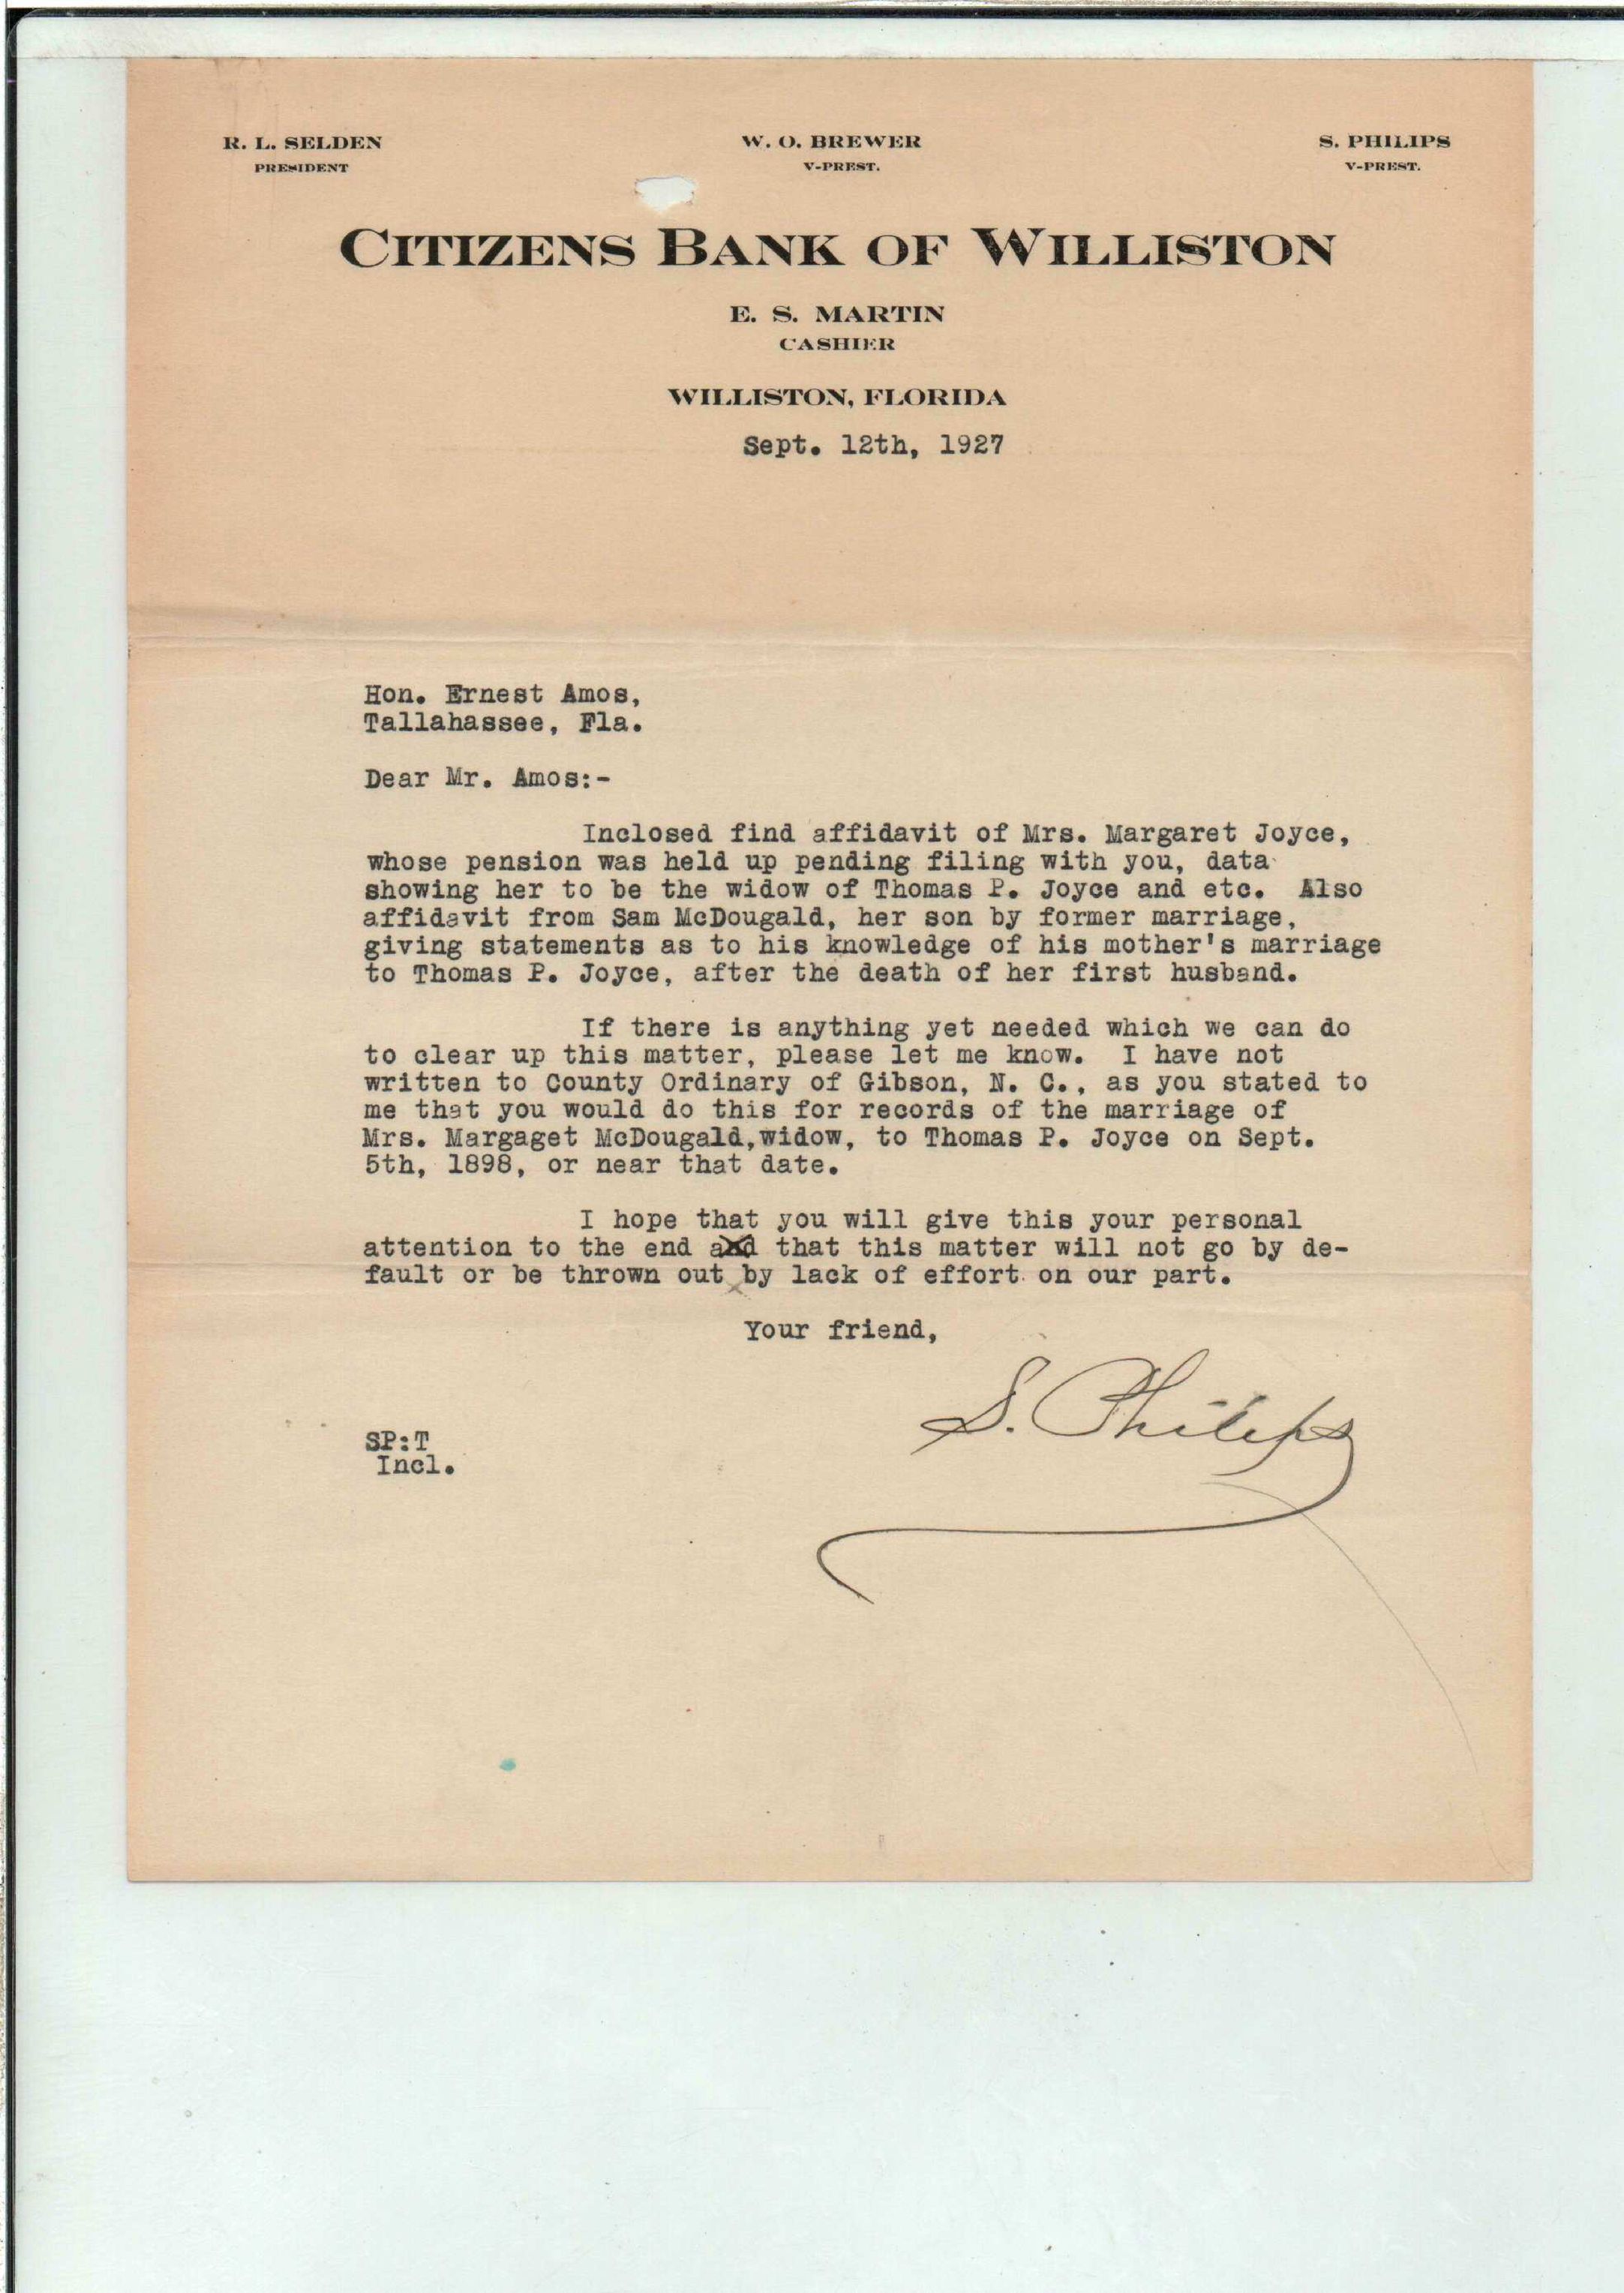 R. L. SELDEN
PRESIDENT
W. O. BREWER
V-PREST.
S. PHILIPS
V-PREST.
CITIZENS BANK OF WILLISTON
E. S. MARTIN
CASHIER
WILLISTON, FLORIDA
Sept. 12th, 1927
Hon. Ernest Amos,
Tallahassee, Fla.
Dear Mr. Amos:-
Inclosed find affidavit of Mrs. Margaret Joyce,
whose pension was held up pending filing with you, data
showing her to be the widow of Thomas P. Joyce and etc. Also
affidavit from Sam McDougald, her son by former marriage,
giving statements as to his knowledge of his mother's marriage
to Thomas P. Joyce, after the death of her first husband.
If there is anything yet needed which we can do
to clear up this matter, please let me know. I have not
written to County Ordinary of Gibson, N. C., as you stated to
me that you would do this for records of the marriage of
Mrs. Margaget McDougald,widow, to Thomas P. Joyce on Sept.
5th, 1898, or near that date.
I hope that you will give this your personal
attention to the end and that this matter will not go by de-
fault or be thrown out by lack of effort on our part.
Your friend,
S. Philips
SP:T
Incl.